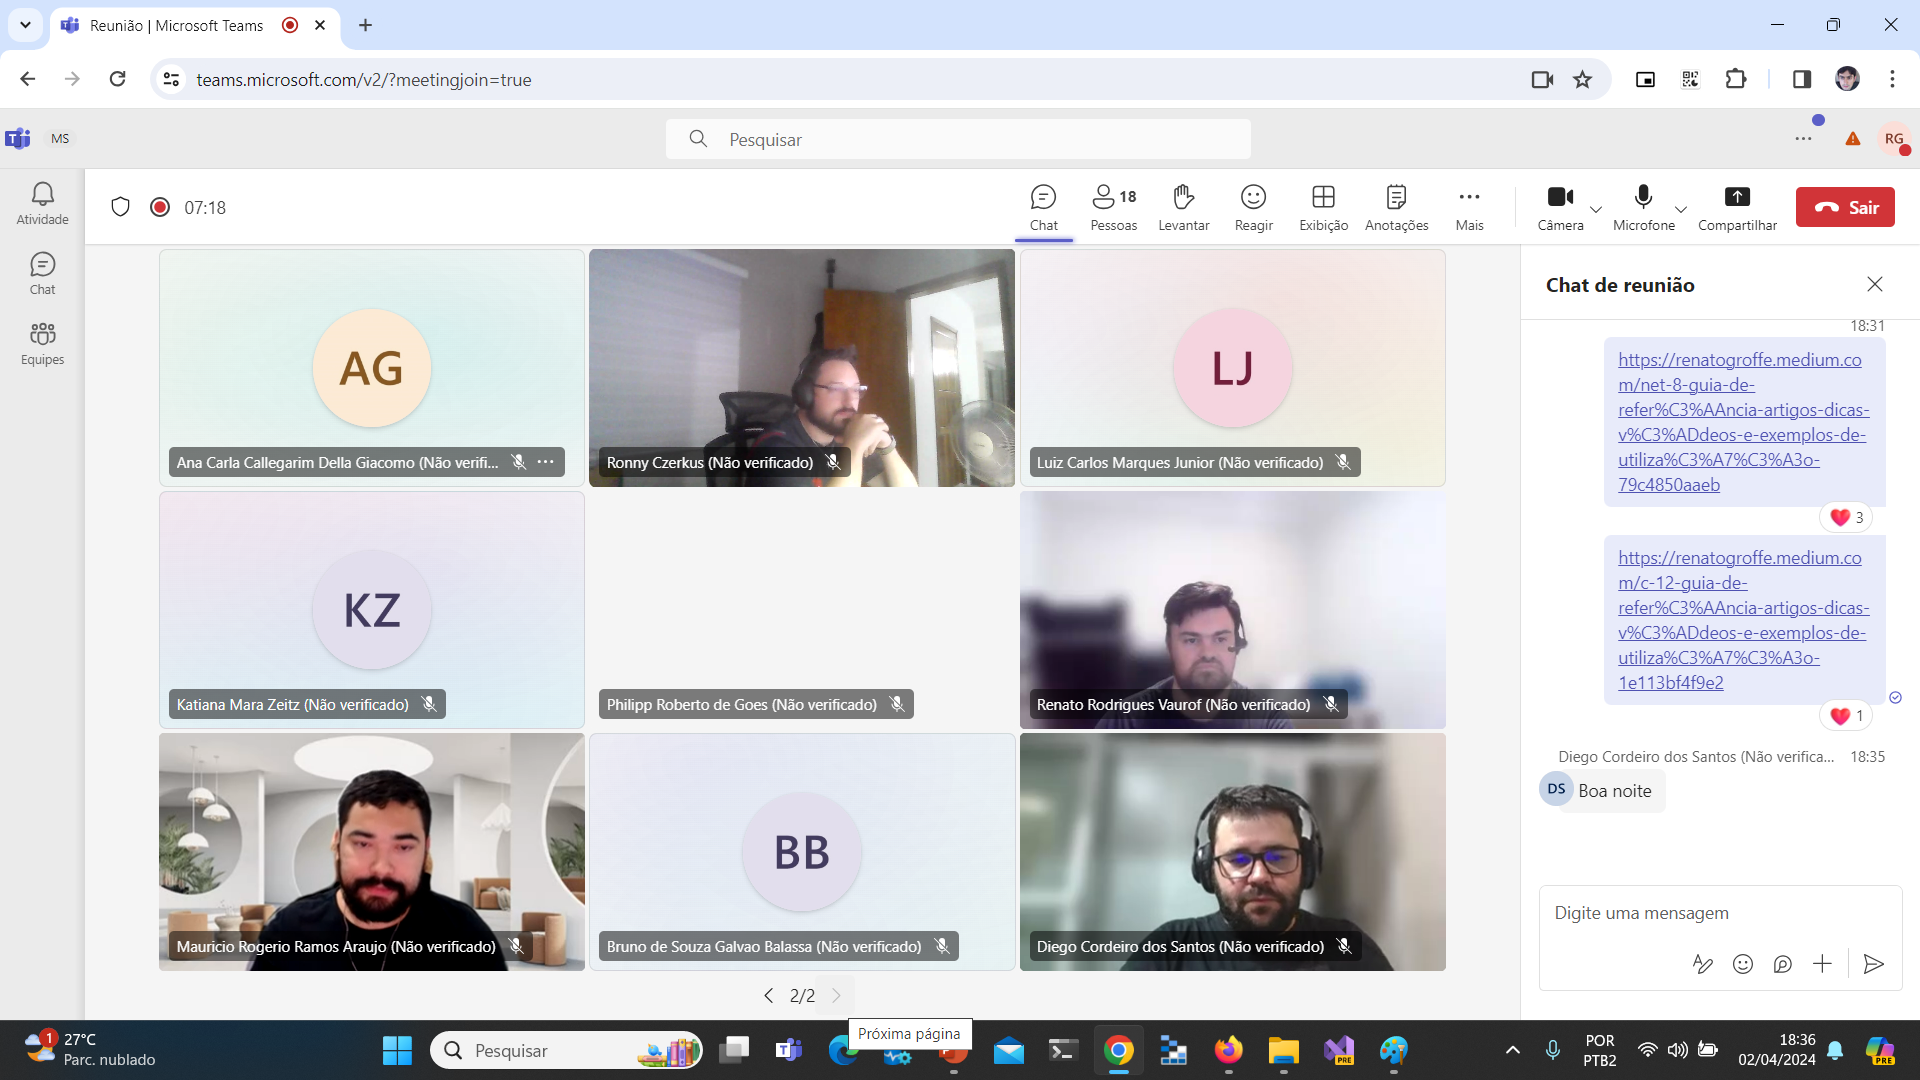 Reunião | Microsoft Teams
teams.microsoft.com/v2/?meetingjoin=true
MS
Pesquisar
RG
Atividade
Chat
Equipes
07:18
Chat
18
Pessoas
Levantar
Reagir
Exibição
Anotações
Mais
Câmera
Microfone
Compartilhar
Sair
AG
Ana Carla Callegarim Della Giacomo (Não verifi...
Ronny Czerkus (Não verificado)
LJ
Luiz Carlos Marques Junior (Não verificado)
KZ
Katiana Mara Zeitz (Não verificado)
Philipp Roberto de Goes (Não verificado)
Renato Rodrigues Vaurof (Não verificado)
Mauricio Rogerio Ramos Araujo (Não verificado)
BB
Bruno de Souza Galvao Balassa (Não verificado)
Diego Cordeiro dos Santos (Não verificado)
2/2
Próxima página
Chat de reunião
18:31
https://renatogroffe.medium.co
m/net-8-guia-de-
refer%C3%AAncia-artigos-dicas-
v%C3%ADdeos-e-exemplos-de-
utiliza%C3%A7%C3%A3o-
79c4850aaeb
3
https://renatogroffe.medium.co
m/c-12-guia-de-
refer%C3%AAncia-artigos-dicas-
v%C3%ADdeos-e-exemplos-de-
utiliza%C3%A7%C3%A3o-
1e113bf4f9e2
1
Diego Cordeiro dos Santos (Não verifica...
18:35
DS
Boa noite
Digite uma mensagem
1
27°C
Parc. nublado
Pesquisar
PRE
POR
PTB2
18:36
02/04/2024
PRE